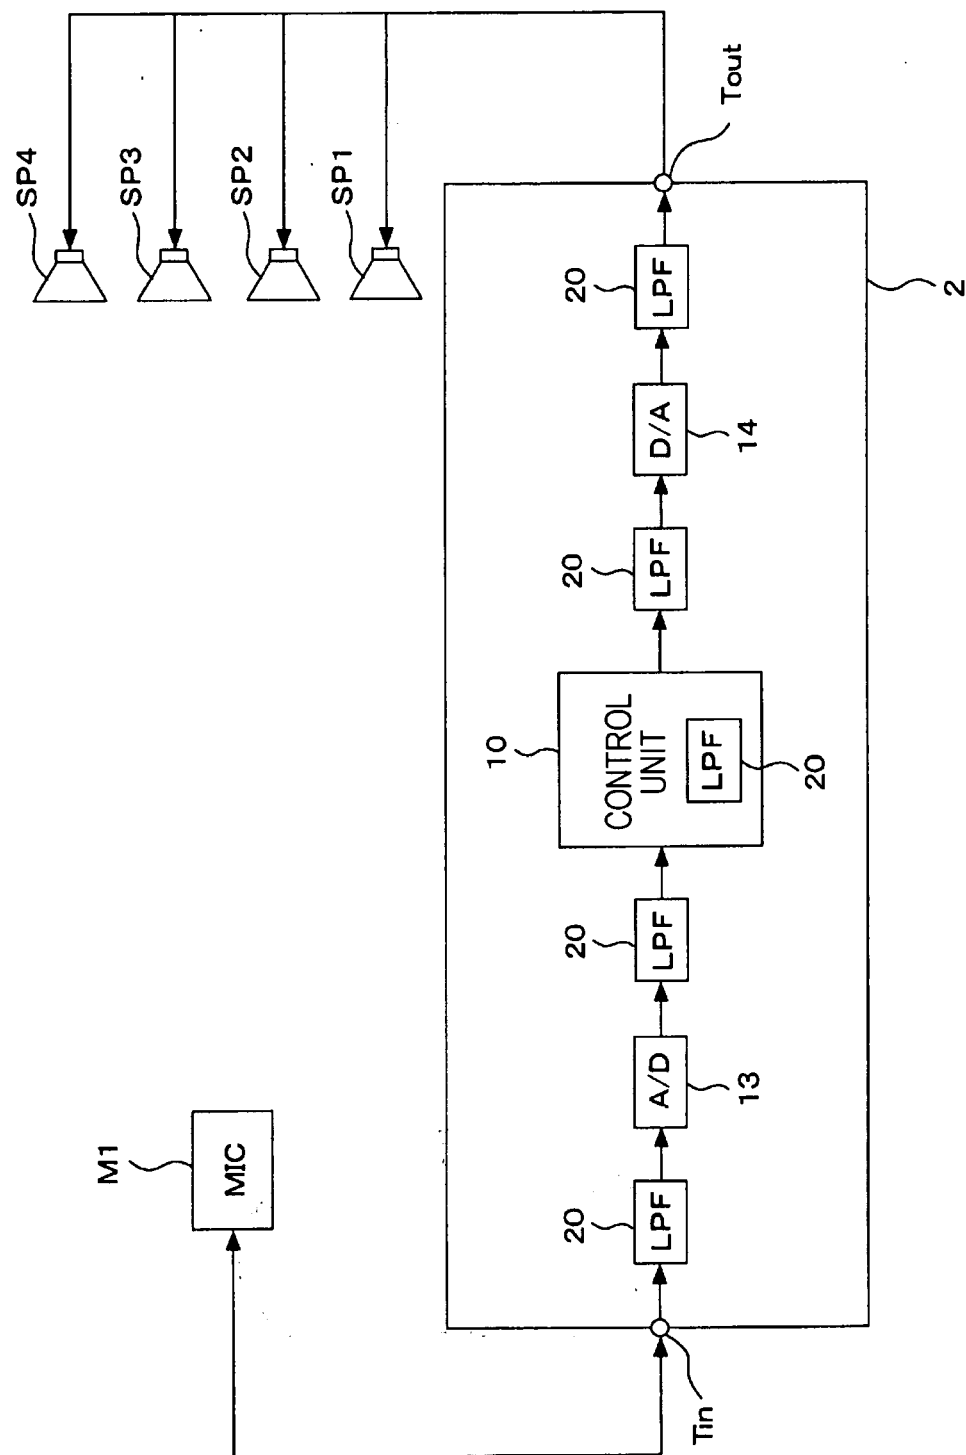 M1
MIC
SP4
SP3
SP2
SP1
Tin
20
LPF
A/D
13
20
LPF
10
CONTROL
UNIT
LPF
20
20
LPF
D/A
14
20
LPF
Tout
2